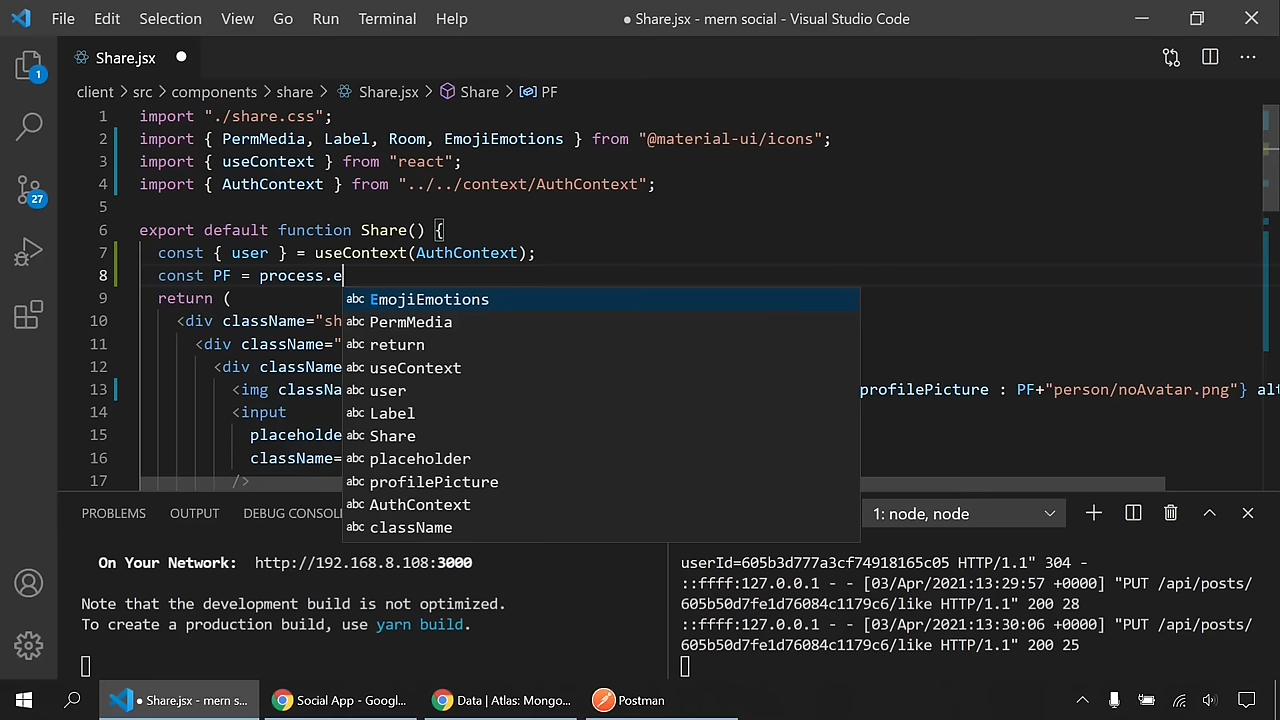 File Edit Selection View Go Run Terminal Help ● Share.jsx - mern social - Visual Studio Code
Share.jsx ●
client > src > components > share > Share.jsx > Share > PF
1
27
1 import "./share.css";
2 import { PermMedia, Label, Room, EmojiEmotions } from "@material-ui/icons";
3 import { useContext } from "react";
4 import { AuthContext } from "../../context/AuthContext";
5
6 export default function Share() {
7 const { user } = useContext(AuthContext);
8 const PF = process.e
9 return (
10 <div className="sh
11 <div className="
12 <div className
13 <img classNa profilePicture : PF+"person/noAvatar.png"} alt
14 <input
15 placeholde
16 className=
17 />
abc EmojiEmotions
abc PermMedia
abc return
abc useContext
abc user
abc Label
abc Share
abc placeholder
abc profilePicture
abc AuthContext
abc className
PROBLEMS OUTPUT DEBUG CONSOL 1: node, node
On Your Network: http://192.168.8.108:3000
Note that the development build is not optimized.
To create a production build, use yarn build.
userId=605b3d777a3cf74918165c05 HTTP/1.1" 304 -
::ffff:127.0.0.1 - - [03/Apr/2021:13:29:57 +0000] "PUT /api/posts/
605b50d7fe1d76084c1179c6/like HTTP/1.1" 200 28
::ffff:127.0.0.1 - - [03/Apr/2021:13:30:06 +0000] "PUT /api/posts/
605b50d7fe1d76084c1179c6/like HTTP/1.1" 200 25
● Share.jsx - mern s... Social App - Googl... Data | Atlas: Mongo... Postman